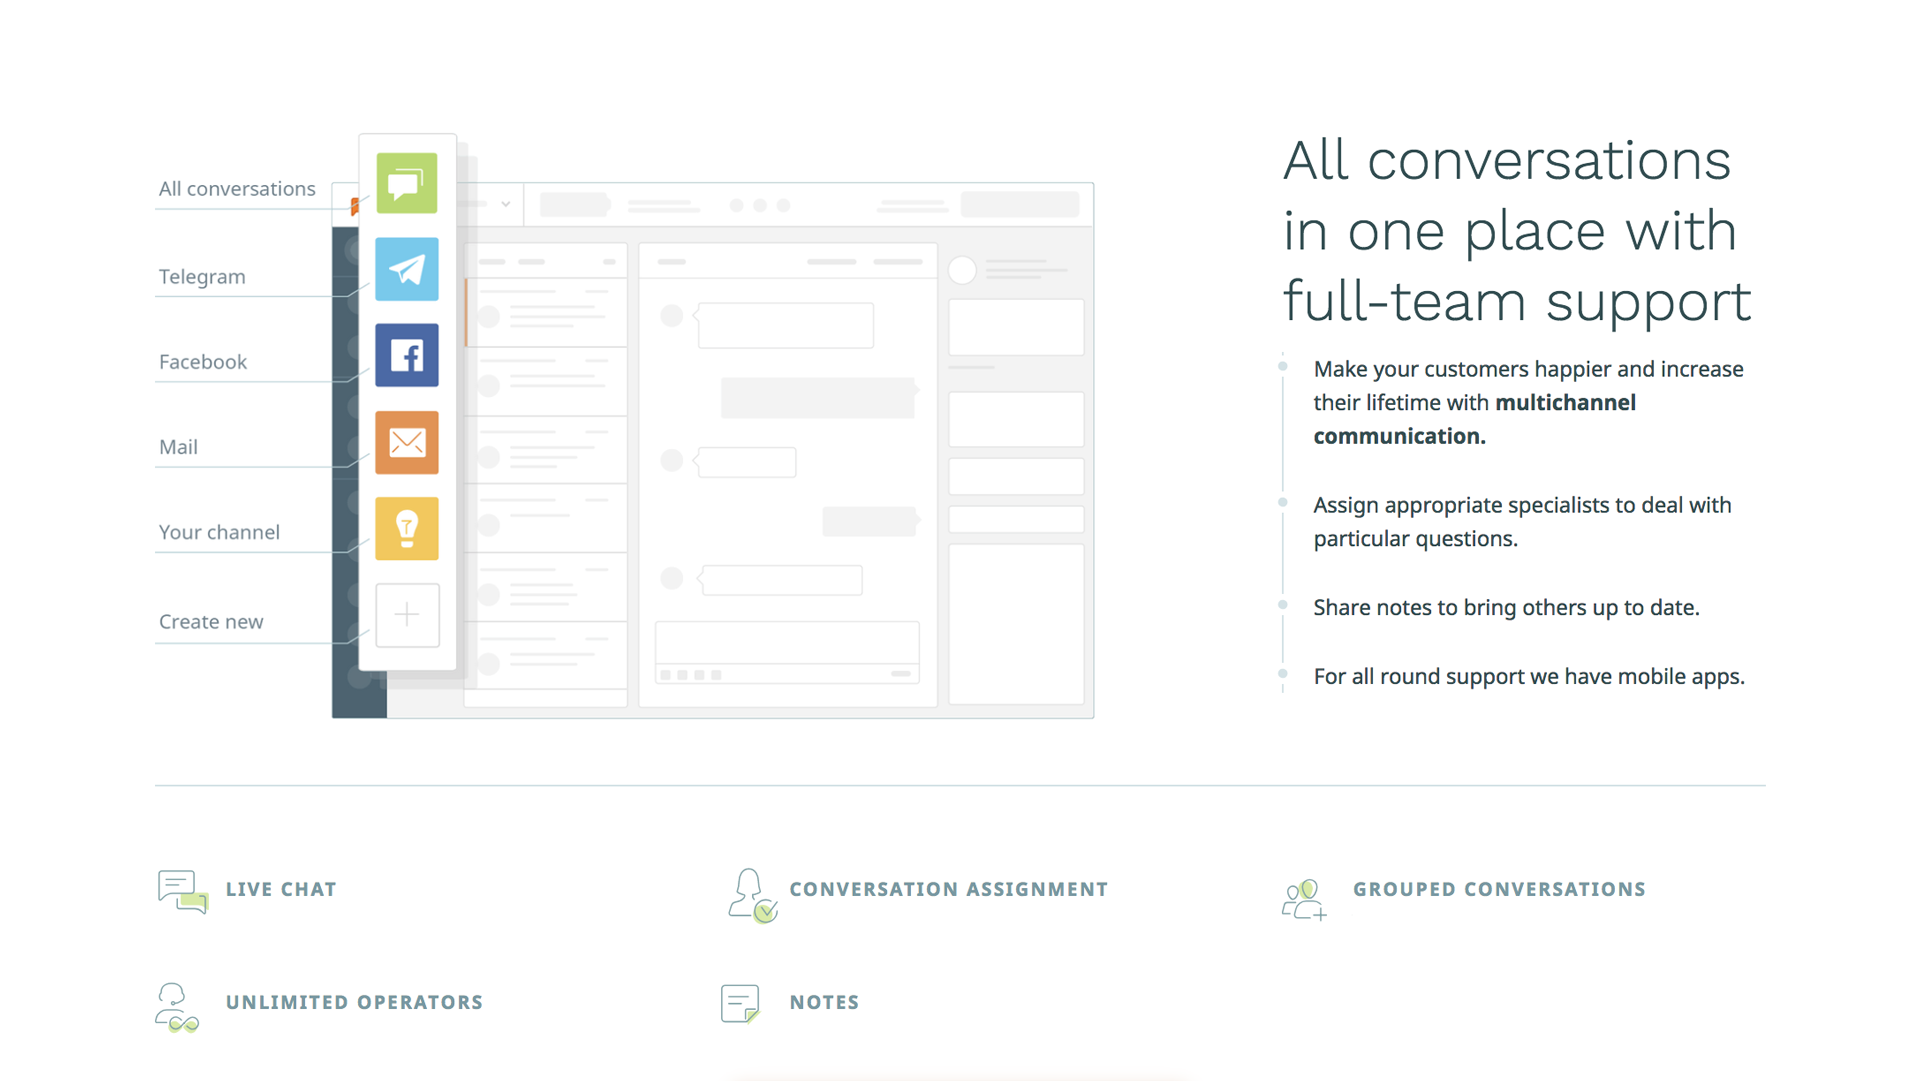 All conversations
Telegram
Facebook
Mail
Your channel
Create new
All conversations
in one place with
full-team support
Make your customers happier and increase
their lifetime with multichannel
communication.
Assign appropriate specialists to deal with
particular questions.
Share notes to bring others up to date.
For all round support we have mobile apps.
LIVE CHAT
CONVERSATION ASSIGNMENT
GROUPED CONVERSATIONS
UNLIMITED OPERATORS
NOTES